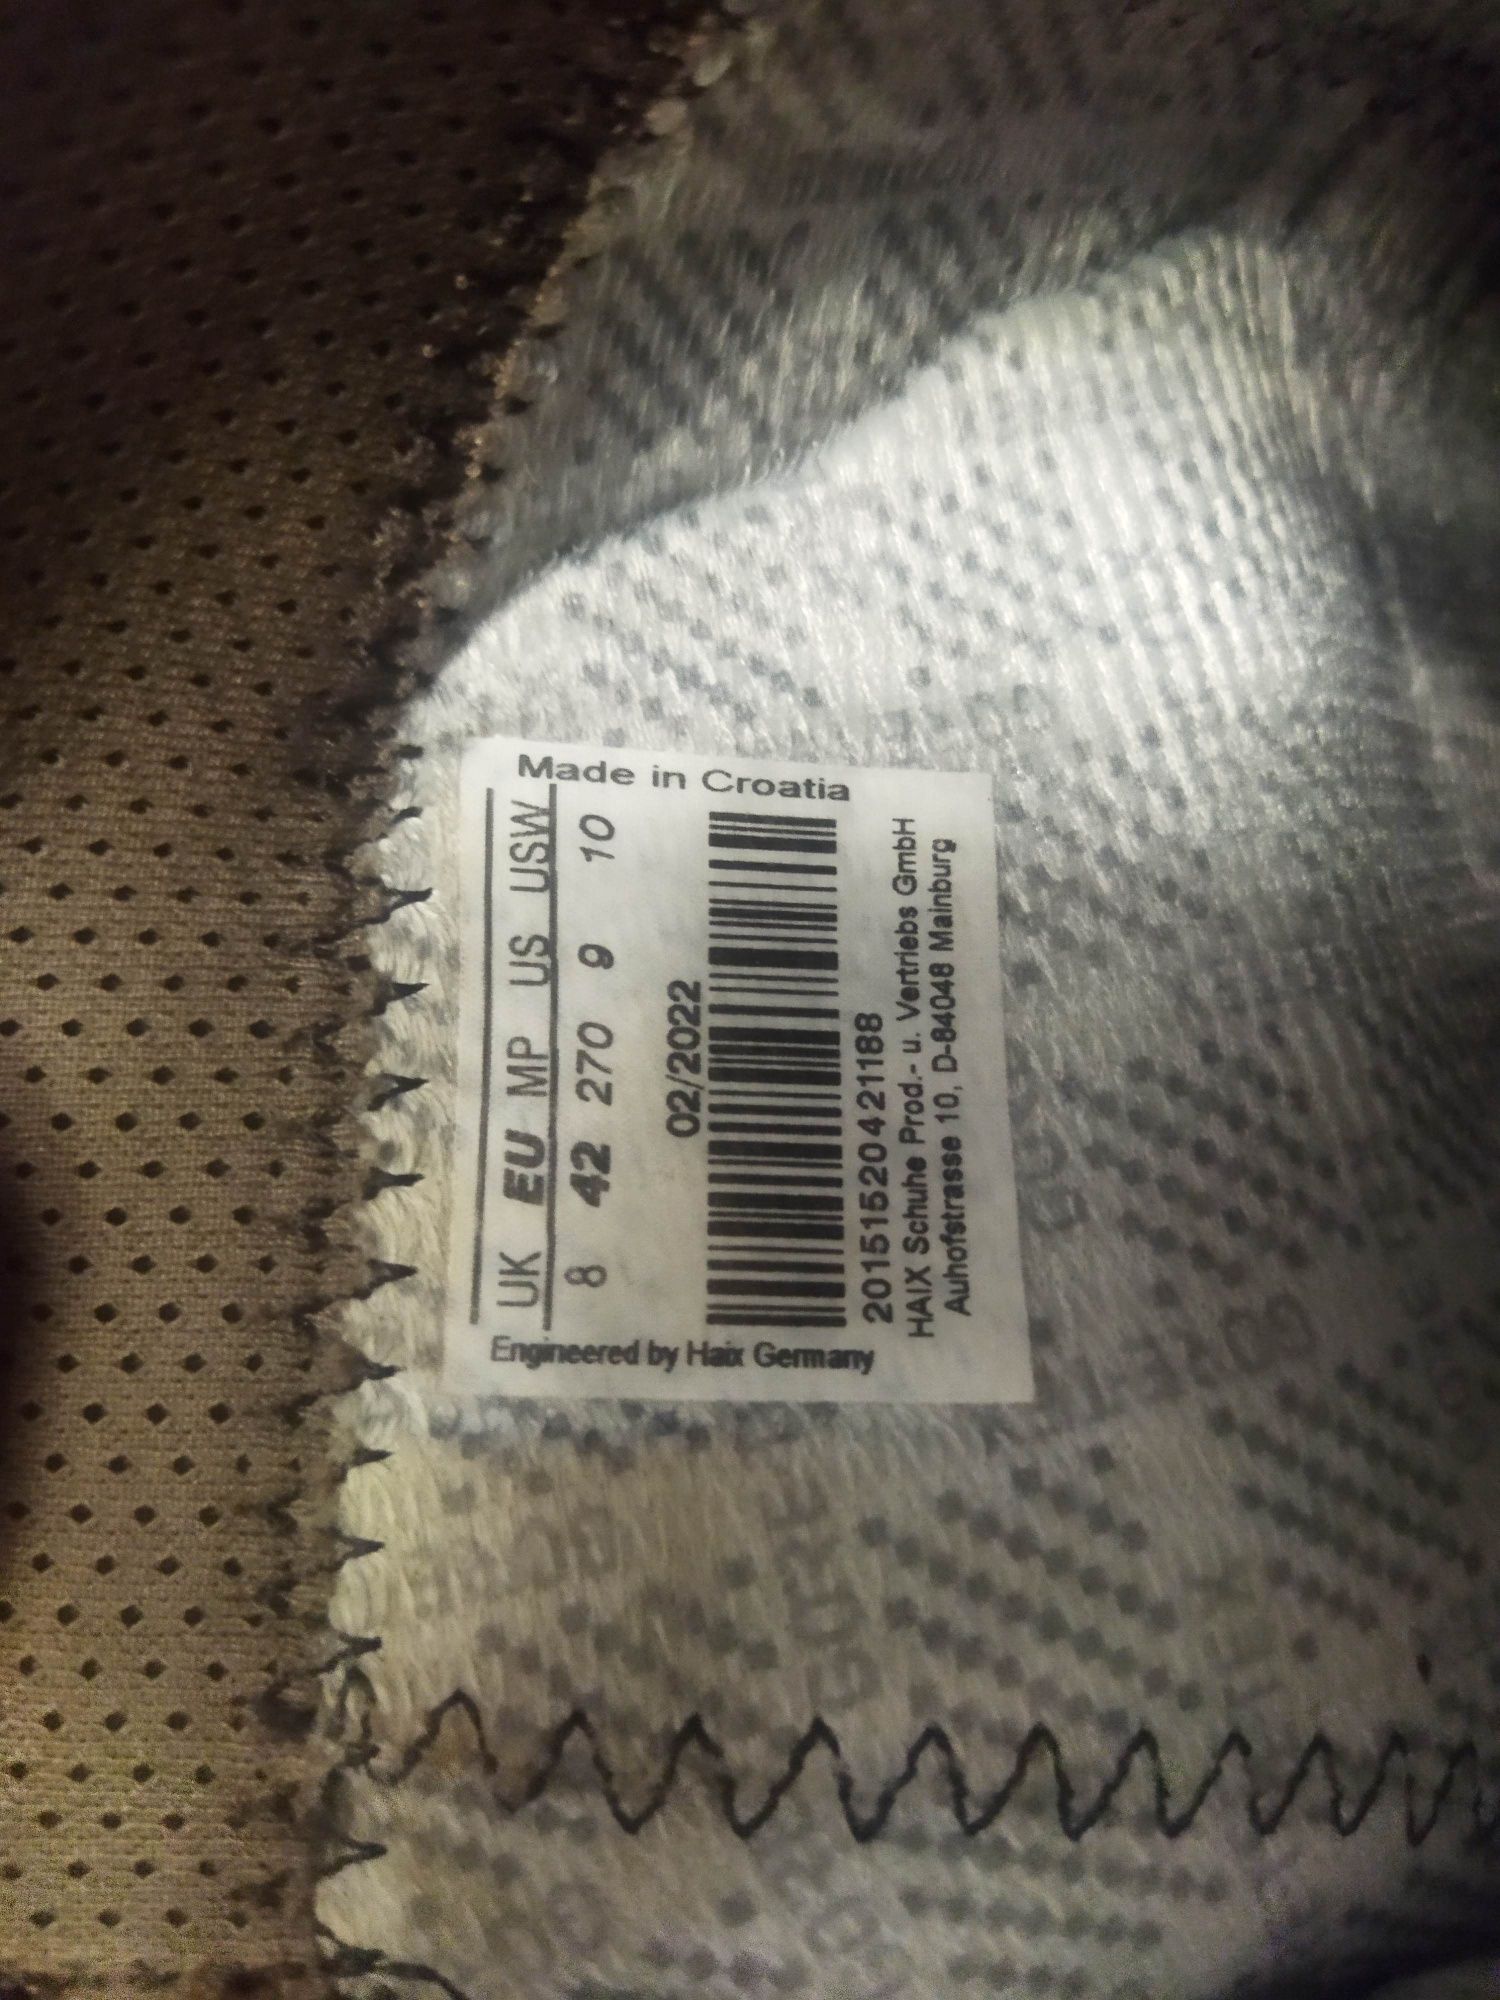 Made in Croatia
UK EU MP US USW
8 42 270 9 10
02/2022
20151520421188
HAIX Schuhe Prod.- u. Vertriebs GmbH
Auhofstrasse 10, D-84048 Mainburg
Engineered by Haix Germany